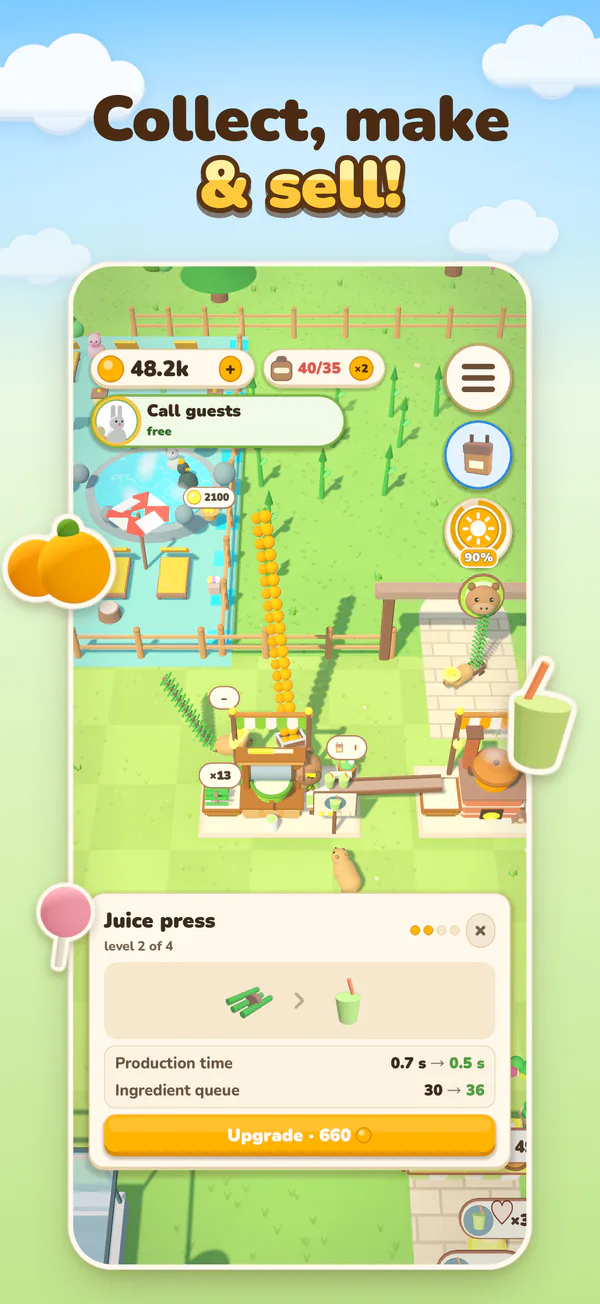 Collect, make
& sell!
48.2k +
40/35 ×2
Call guests
free
2100
90%
-
×13
Juice press
level 2 of 4
Production time 0.7 s → 0.5 s
Ingredient queue 30 → 36
Upgrade · 660